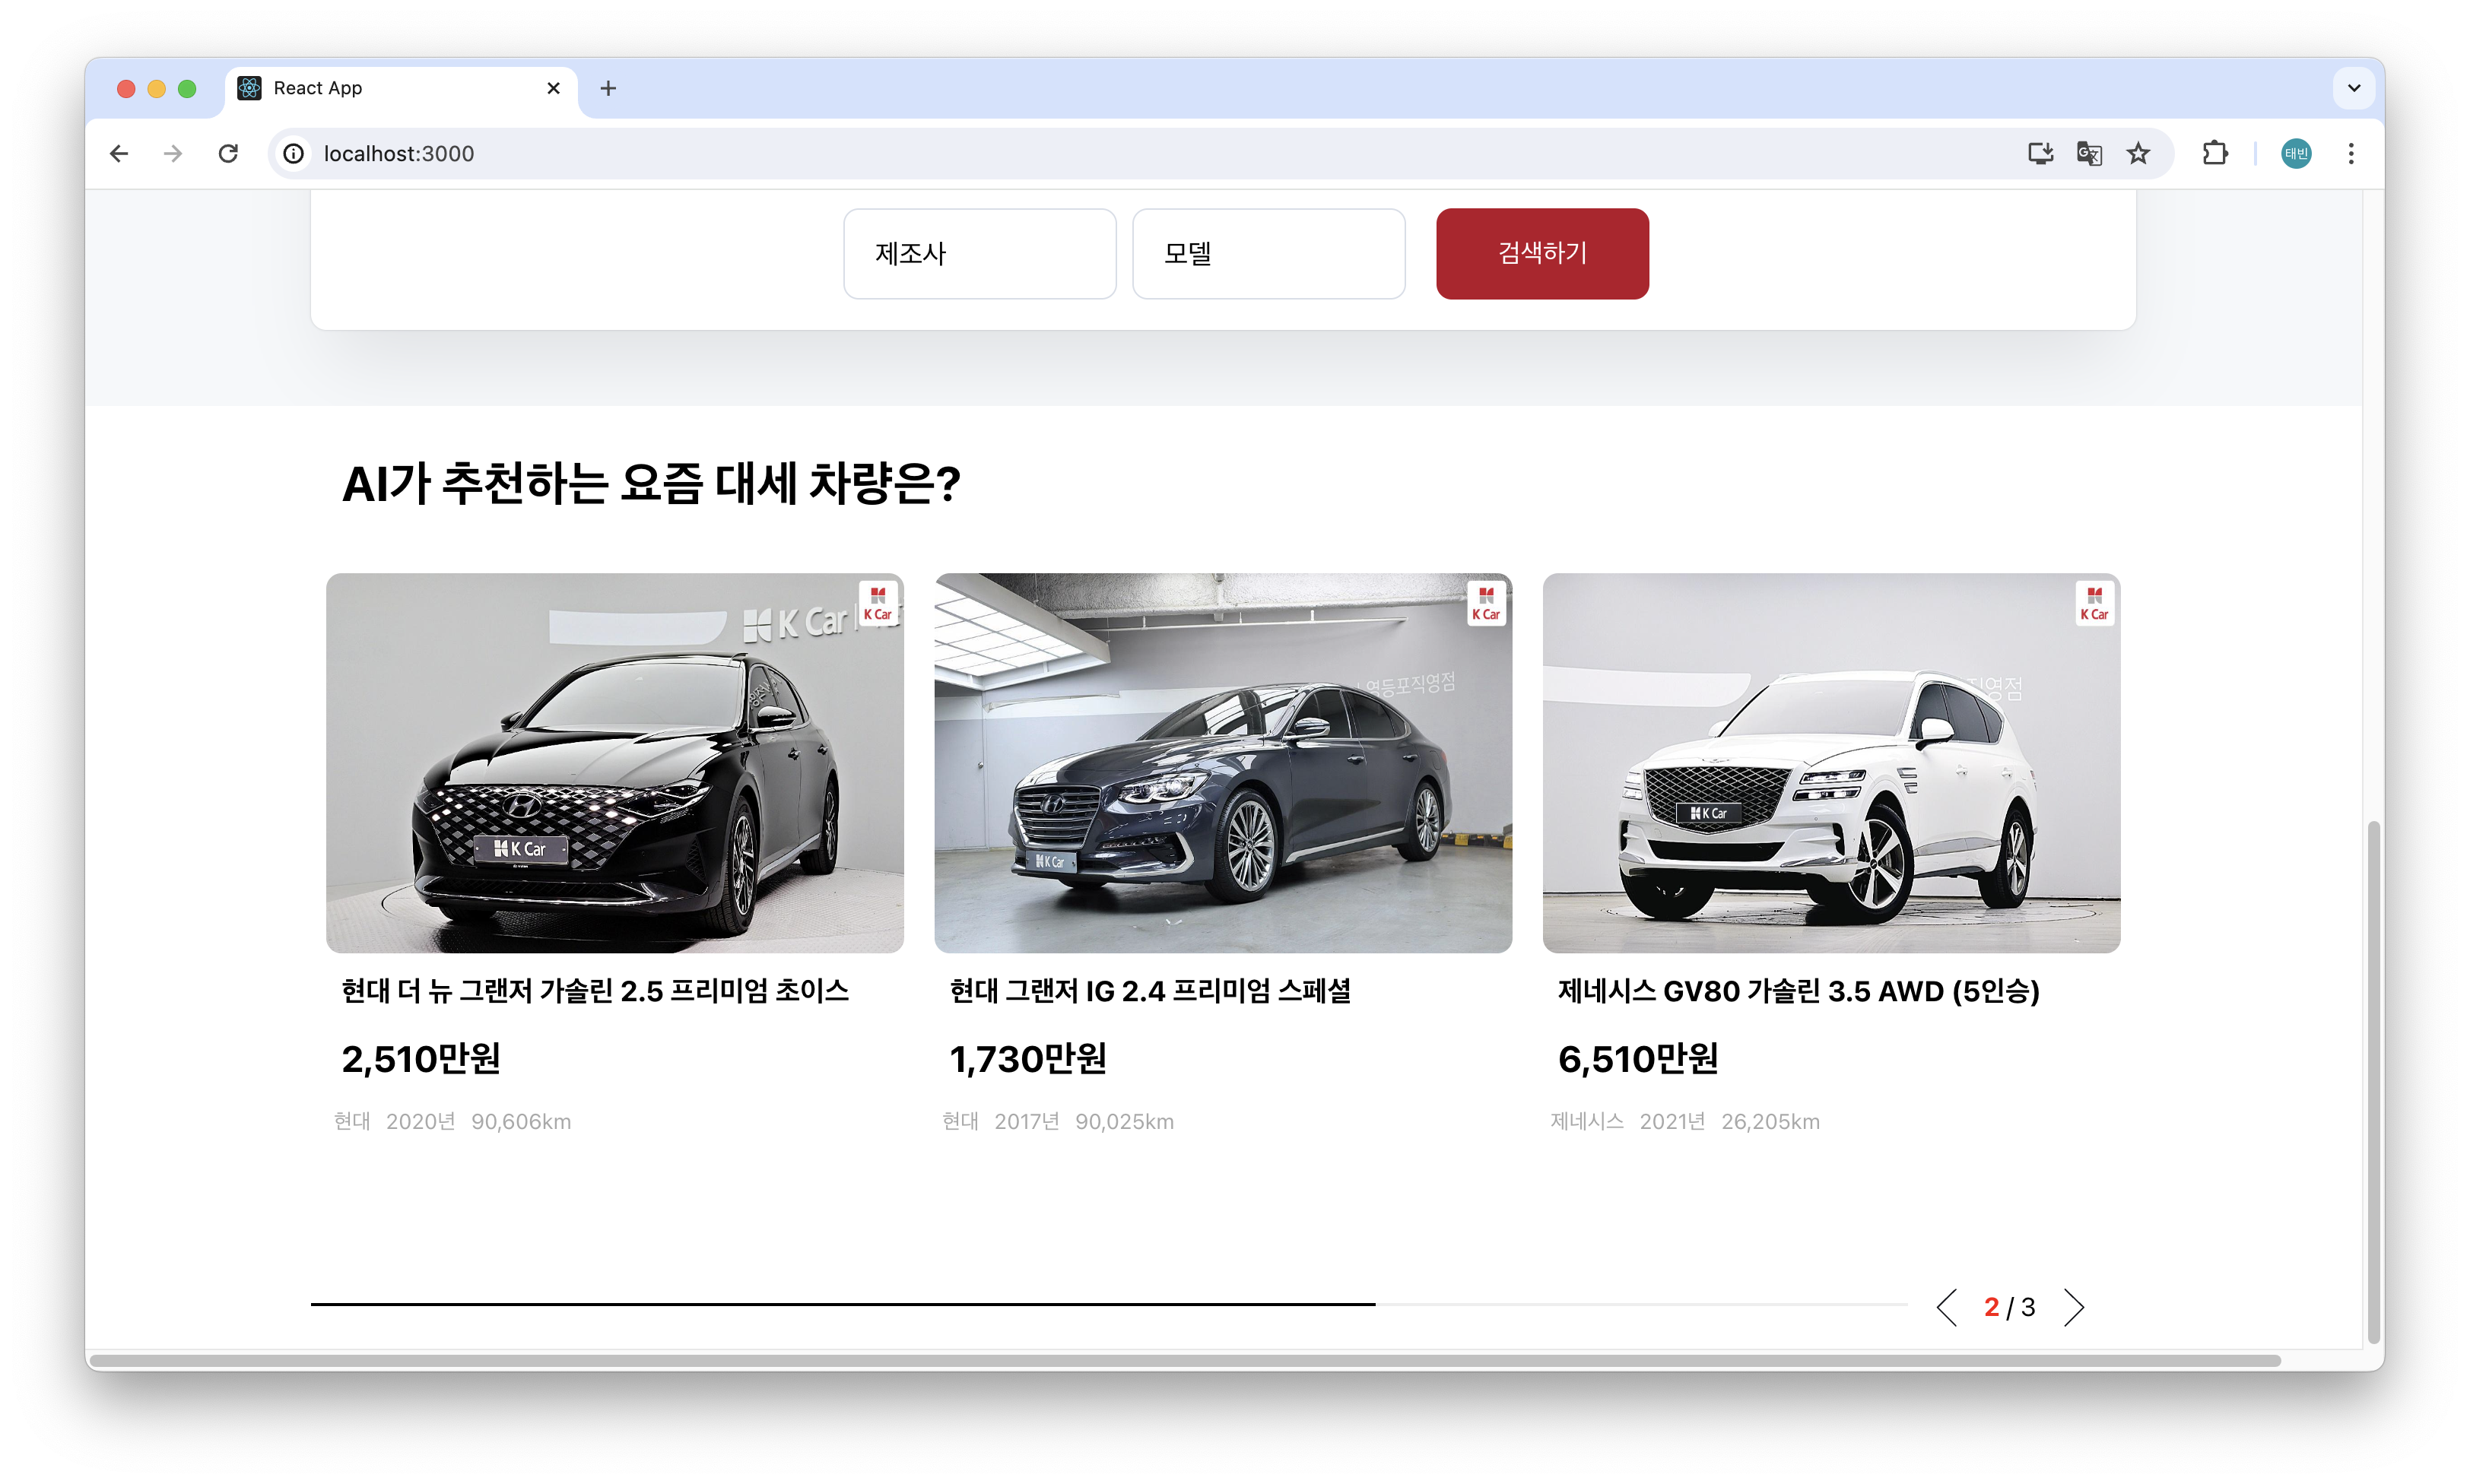 React App
localhost:3000
태빈
제조사
모델
검색하기
AI가 추천하는 요즘 대세 차량은?
K Car
K Car
K Car
영등포직영점
K Car
K Car
직영점
K Car
K Car
현대 더 뉴 그랜저 가솔린 2.5 프리미엄 초이스
현대 그랜저 IG 2.4 프리미엄 스페셜
제네시스 GV80 가솔린 3.5 AWD (5인승)
2,510만원
1,730만원
6,510만원
현대 2020년 90,606km
현대 2017년 90,025km
제네시스 2021년 26,205km
2 / 3